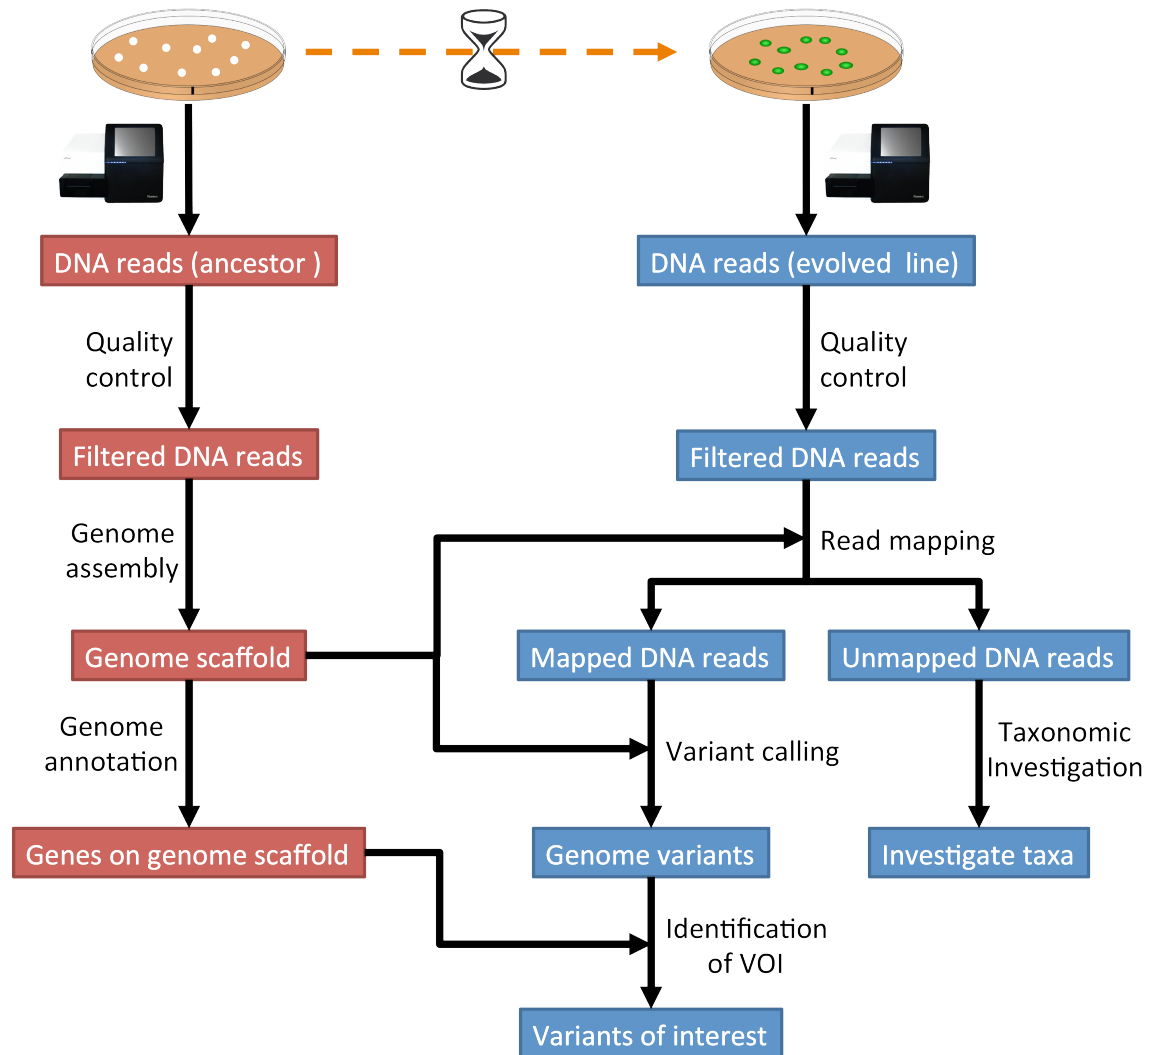 DNA reads (ancestor )
DNA reads (evolved  line)
Quality
control
Quality
control
Filtered DNA reads
Filtered DNA reads
Genome
assembly
Read mapping
Genome scaffold
Mapped DNA reads
Unmapped DNA reads
Genome
annotation
Variant calling
Taxonomic
Investigation
Genes on genome scaffold
Genome variants
Investigate taxa
Identification
of VOI
Variants of interest